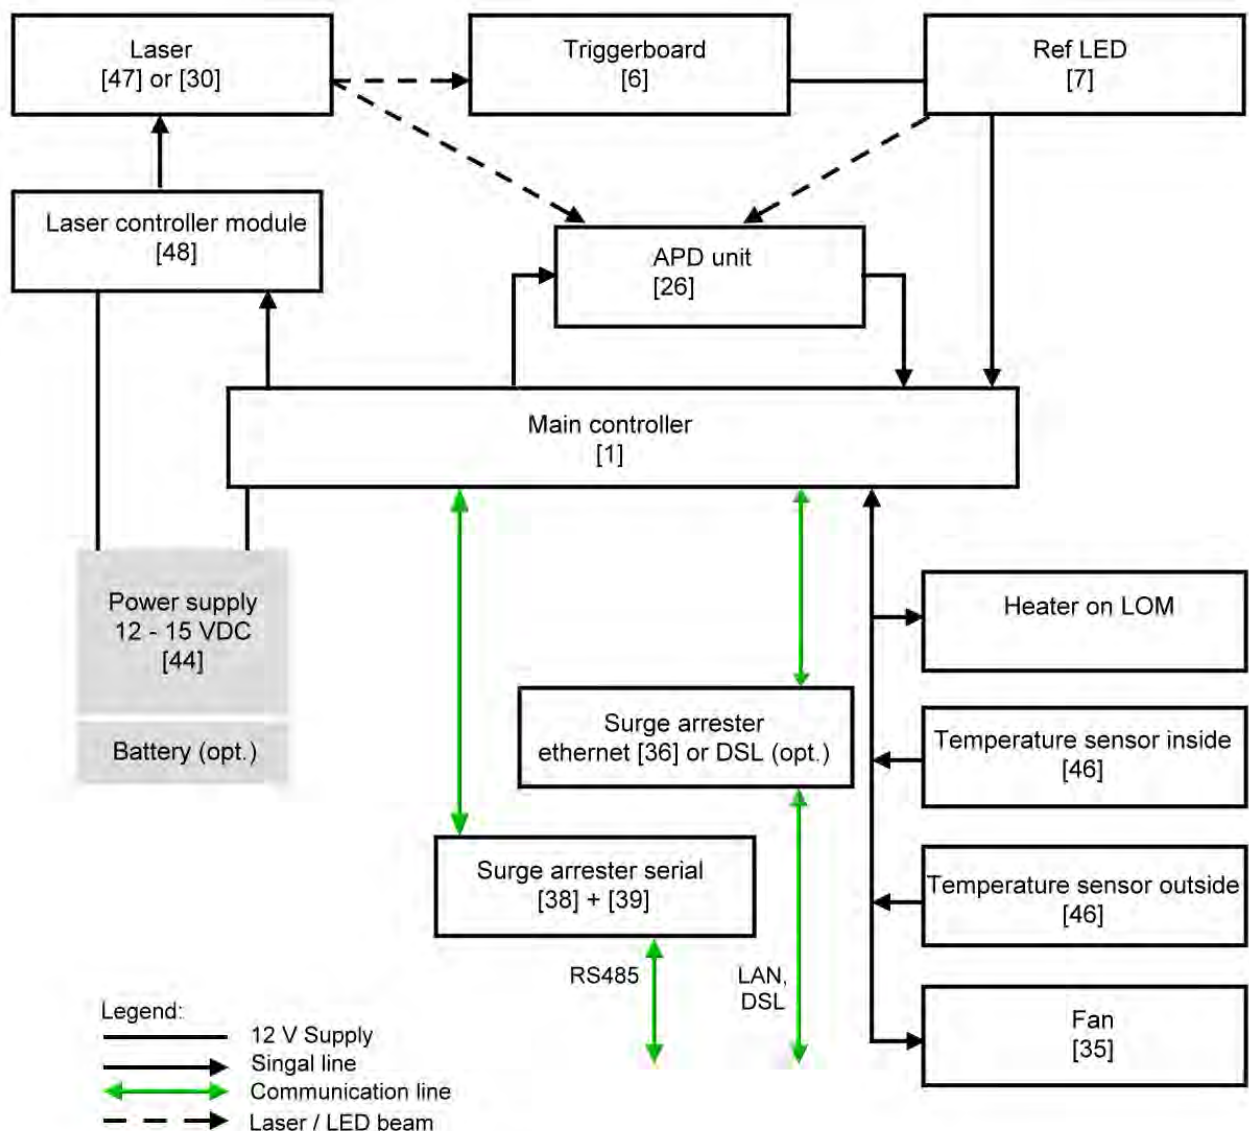 Laser
[47] or [30]
Triggerboard
[6]
Ref LED
[7]
Laser controller module
[48]
APD unit
[26]
Main controller
[1]
Power supply
12 - 15 VDC
[44]
Battery (opt.)
Heater on LOM
Surge arrester
ethernet [36] or DSL (opt.)
Temperature sensor inside
[46]
Surge arrester serial
[38] + [39]
Temperature sensor outside
[46]
RS485
LAN,
DSL
Fan
[35]
Legend:
12 V Supply
Singal line
Communication line
Laser / LED beam